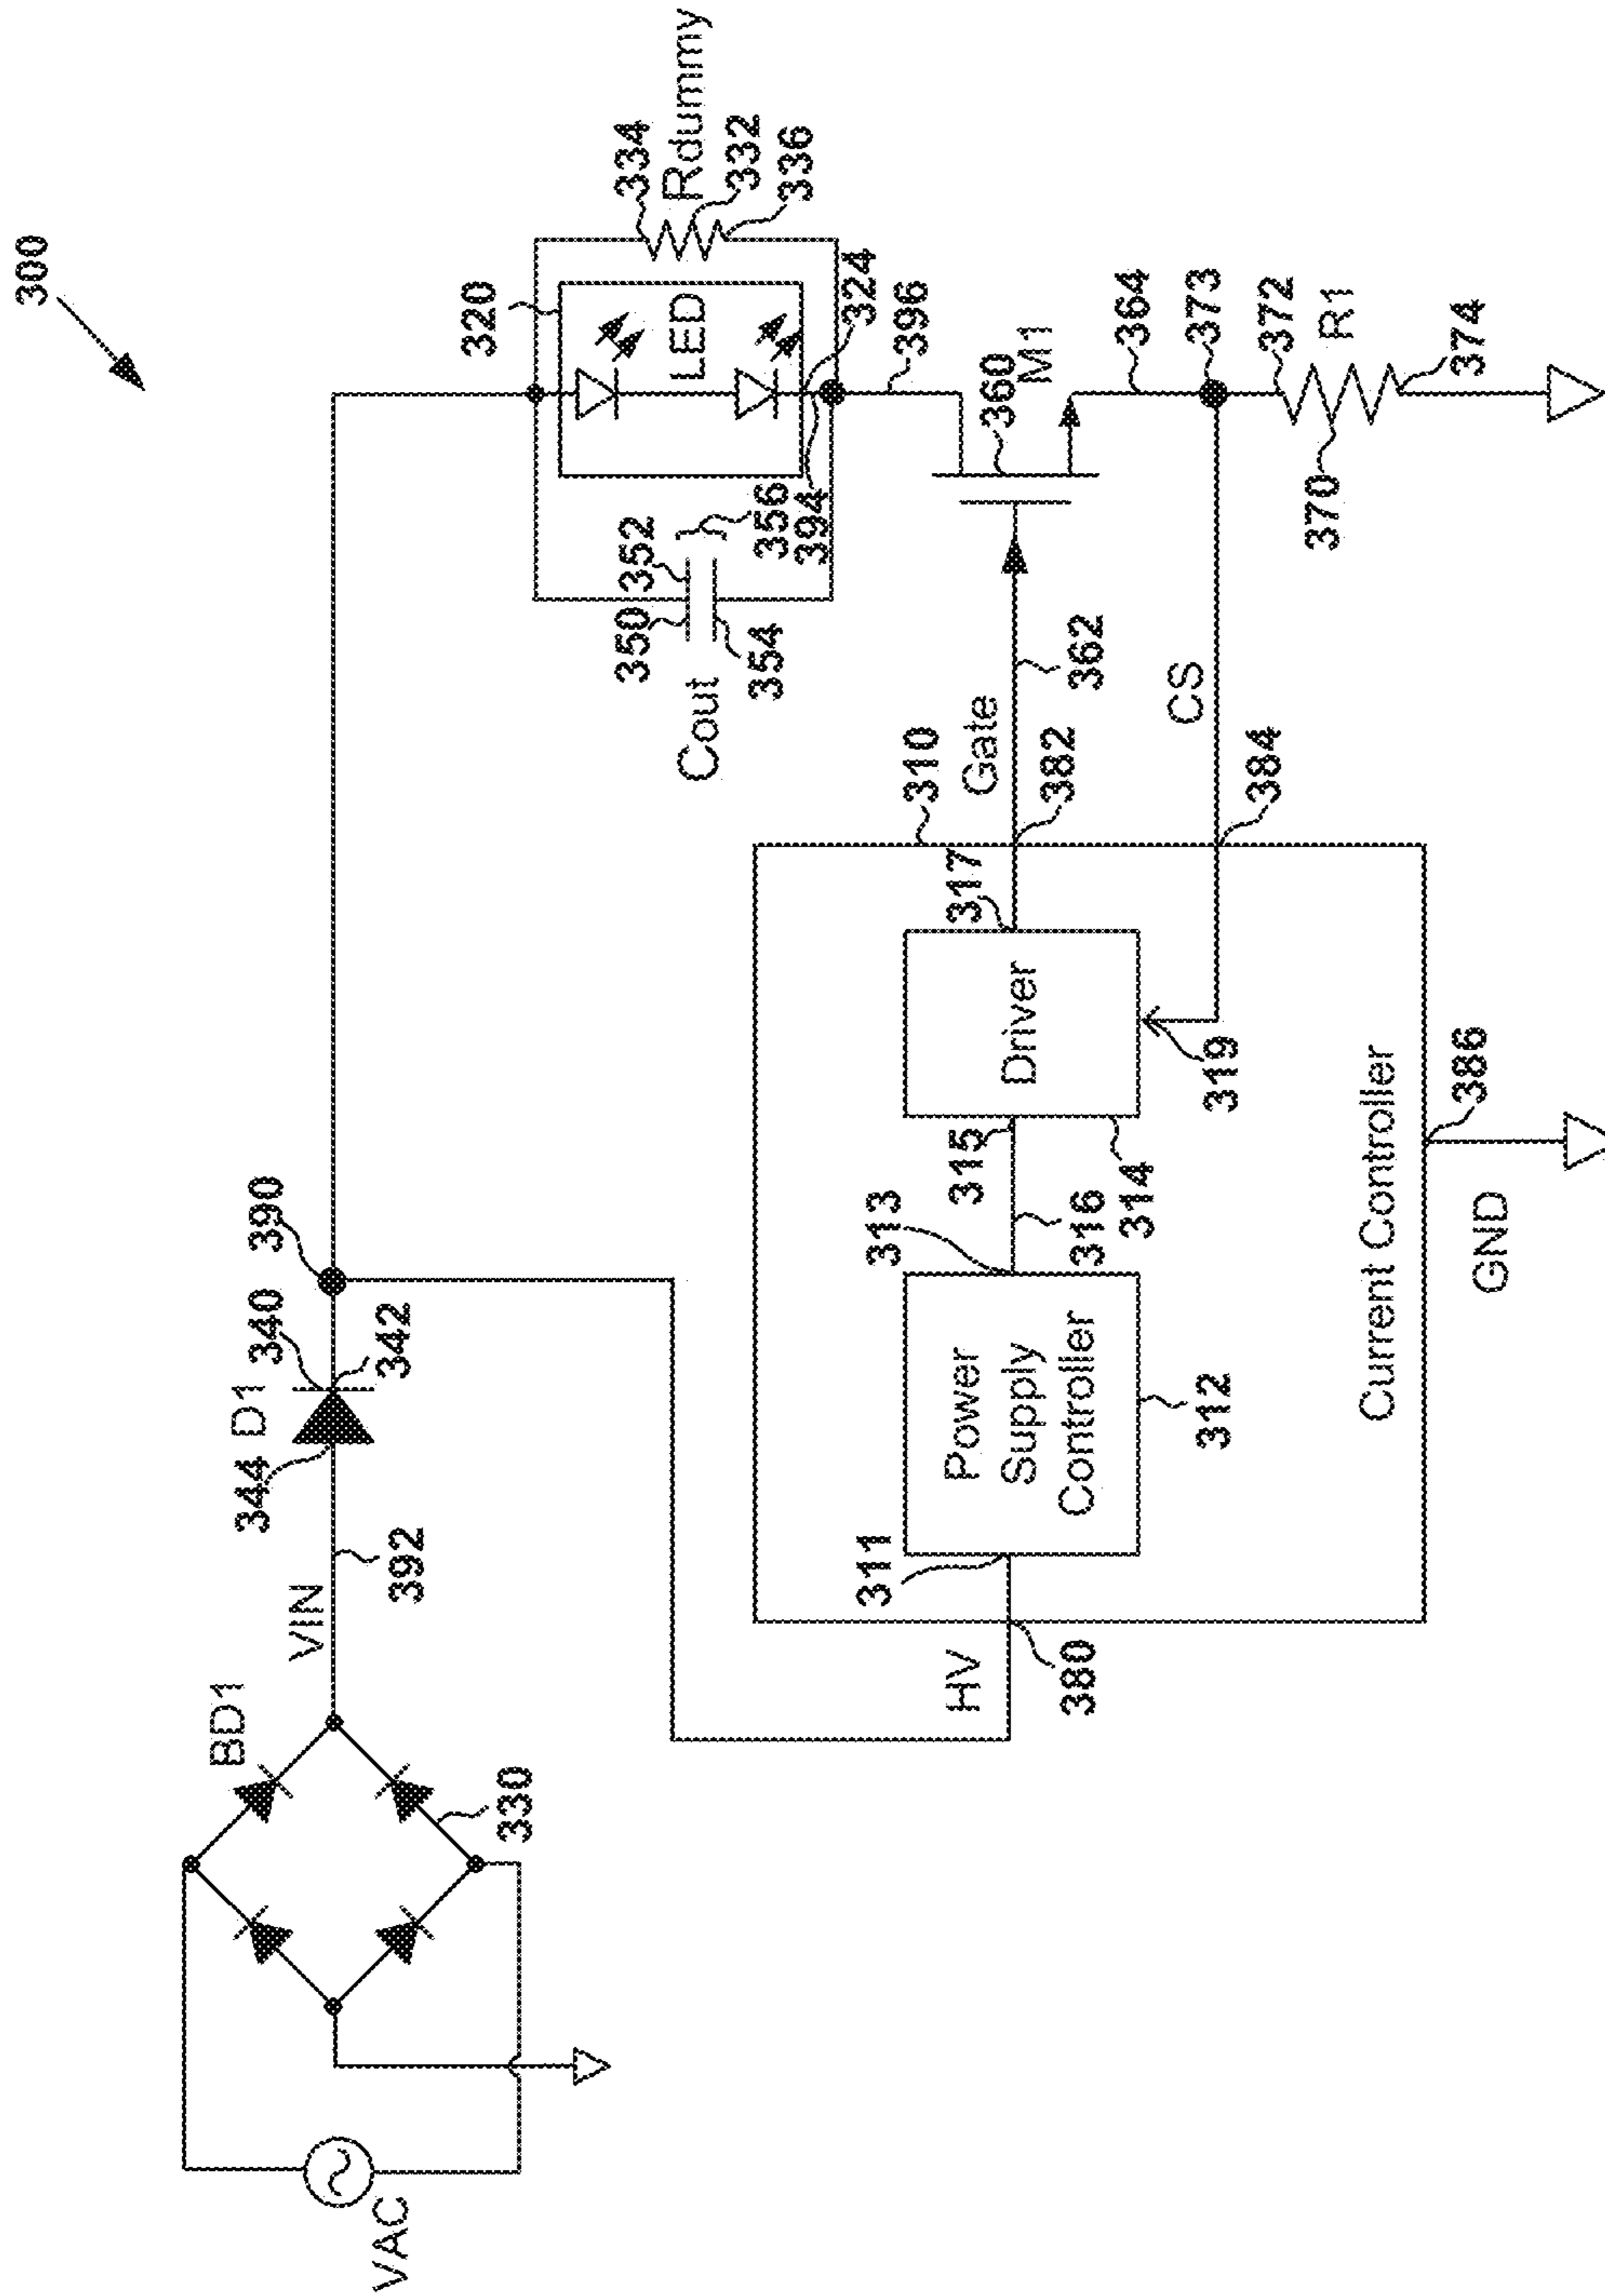 300
VAC
BD1
330
VIN
392
344
D1
340
342
390
320
LED
334
Rdummy
332
336
324
Cout
350
352
354
356
394
396
360
M1
364
373
372
R1
370
374
HV
380
311
Power
Supply
Controller
312
313
316
315
314
Driver
317
319
310
Gate
382
362
CS
384
Current Controller
386
GND